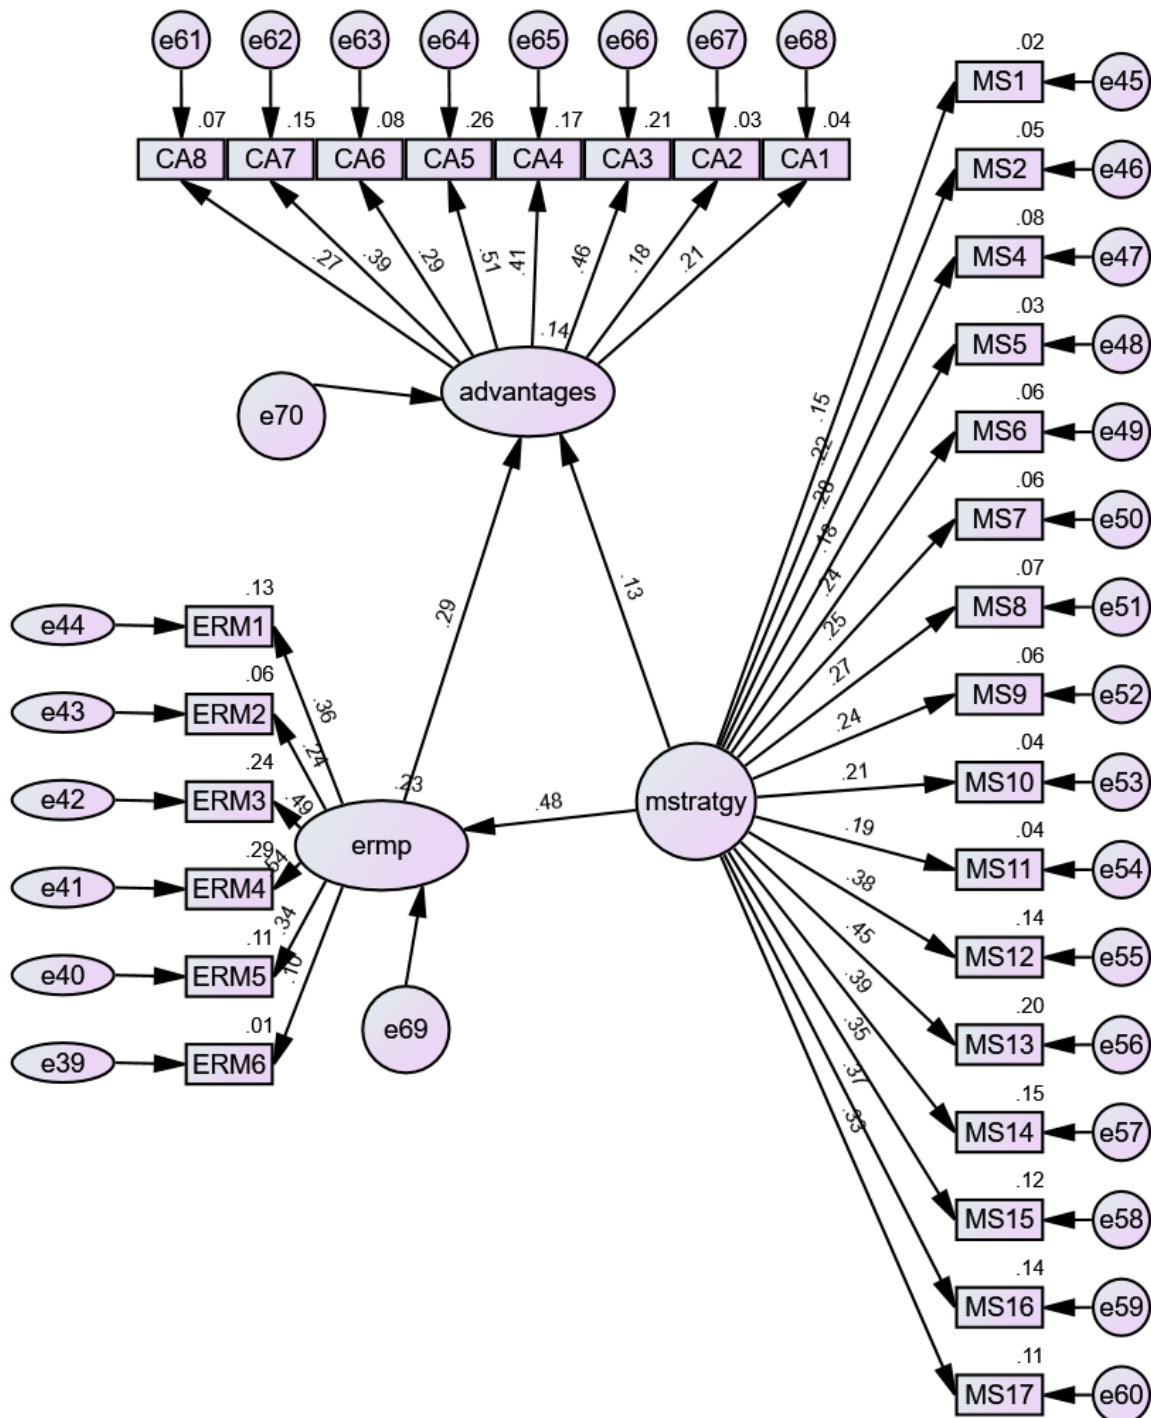 e61 e62 e63 e64 e65 e66 e67 e68
.07 .15 .08 .26 .17 .21 .03 .04
CA8 CA7 CA6 CA5 CA4 CA3 CA2 CA1
.27 .39 .29 .51 .41 .46 .18 .21
.14
advantages
e70
.29
.13
.02
MS1 e45
.05
MS2 e46
.08
MS4 e47
.03
MS5 e48
.06
MS6 e49
.06
MS7 e50
.07
MS8 e51
.06
MS9 e52
.04
MS10 e53
.04
MS11 e54
.14
MS12 e55
.20
MS13 e56
.15
MS14 e57
.12
MS15 e58
.14
MS16 e59
.11
MS17 e60
.15
.22
.18
.24
.25
.27
.24
.21
.19
.38
.45
.39
.35
.37
.33
mstratgy
.48
.23
ermp
e69
.13
e44 ERM1
.06
e43 ERM2
.24
e42 ERM3
.29
e41 ERM4
.11
e40 ERM5
.01
e39 ERM6
.36
.24
.49
.54
.34
.10